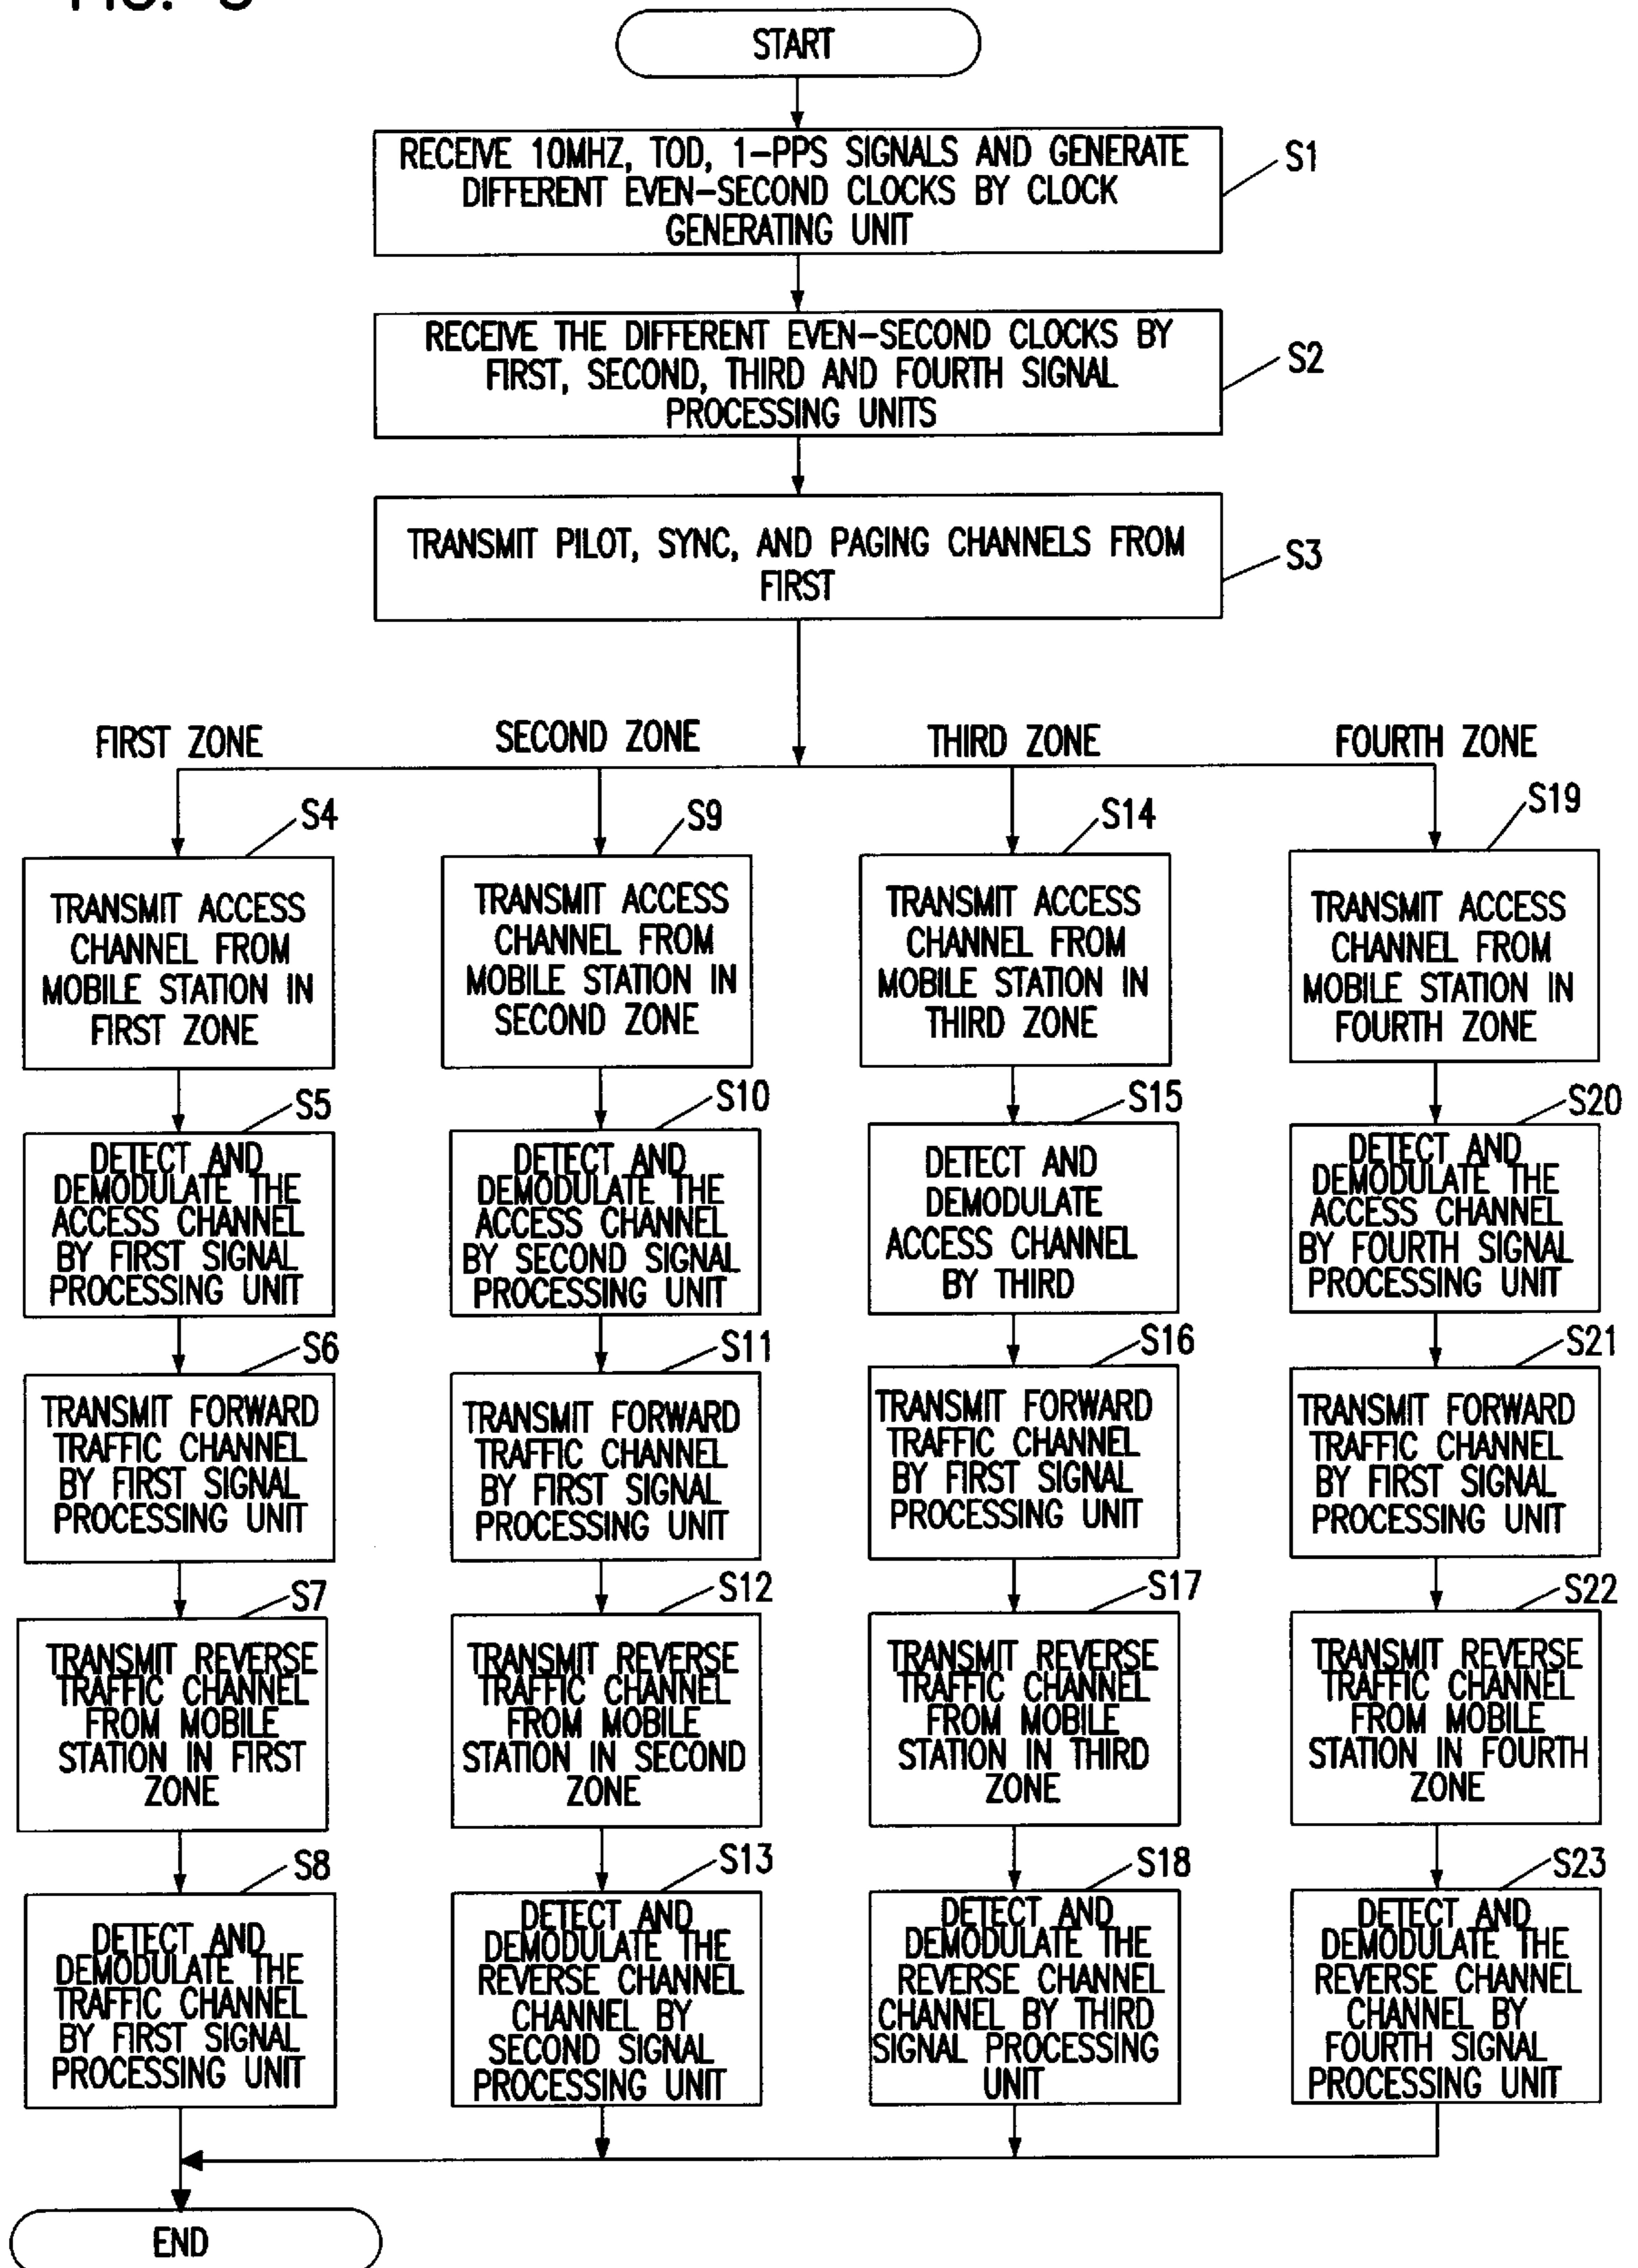 START
RECEIVE 10MHZ, TOD, 1-PPS SIGNALS AND GENERATE
DIFFERENT EVEN-SECOND CLOCKS BY CLOCK
GENERATING UNIT
S1
RECEIVE THE DIFFERENT EVEN-SECOND CLOCKS BY
FIRST, SECOND, THIRD AND FOURTH SIGNAL
PROCESSING UNITS
S2
TRANSMIT PILOT, SYNC, AND PAGING CHANNELS FROM
FIRST
S3
FIRST ZONE
S4
TRANSMIT ACCESS
CHANNEL FROM
MOBILE STATION IN
FIRST ZONE
S5
DETECT AND
DEMODULATE THE
ACCESS CHANNEL
BY FIRST SIGNAL
PROCESSING UNIT
S6
TRANSMIT FORWARD
TRAFFIC CHANNEL
BY FIRST SIGNAL
PROCESSING UNIT
S7
TRANSMIT REVERSE
TRAFFIC CHANNEL
FROM MOBILE
STATION IN FIRST
ZONE
S8
DETECT AND
DEMODULATE THE
TRAFFIC CHANNEL
BY FIRST SIGNAL
PROCESSING UNIT
SECOND ZONE
S9
TRANSMIT ACCESS
CHANNEL FROM
MOBILE STATION IN
SECOND ZONE
S10
DETECT AND
DEMODULATE THE
ACCESS CHANNEL
BY SECOND SIGNAL
PROCESSING UNIT
S11
TRANSMIT FORWARD
TRAFFIC CHANNEL
BY FIRST SIGNAL
PROCESSING UNIT
S12
TRANSMIT REVERSE
TRAFFIC CHANNEL
FROM MOBILE
STATION IN SECOND
ZONE
S13
DETECT AND
DEMODULATE THE
REVERSE CHANNEL
CHANNEL BY
SECOND SIGNAL
PROCESSING UNIT
THIRD ZONE
S14
TRANSMIT ACCESS
CHANNEL FROM
MOBILE STATION IN
THIRD ZONE
S15
DETECT AND
DEMODULATE
ACCESS CHANNEL
BY THIRD
S16
TRANSMIT FORWARD
TRAFFIC CHANNEL
BY FIRST SIGNAL
PROCESSING UNIT
S17
TRANSMIT REVERSE
TRAFFIC CHANNEL
FROM MOBILE
STATION IN THIRD
ZONE
S18
DETECT AND
DEMODULATE THE
REVERSE CHANNEL
CHANNEL BY THIRD
SIGNAL PROCESSING
UNIT
FOURTH ZONE
S19
TRANSMIT ACCESS
CHANNEL FROM
MOBILE STATION IN
FOURTH ZONE
S20
DETECT AND
DEMODULATE THE
ACCESS CHANNEL
BY FOURTH SIGNAL
PROCESSING UNIT
S21
TRANSMIT FORWARD
TRAFFIC CHANNEL
BY FIRST SIGNAL
PROCESSING UNIT
S22
TRANSMIT REVERSE
TRAFFIC CHANNEL
FROM MOBILE
STATION IN FOURTH
ZONE
S23
DETECT AND
DEMODULATE THE
REVERSE CHANNEL
CHANNEL BY
FOURTH SIGNAL
PROCESSING UNIT
END